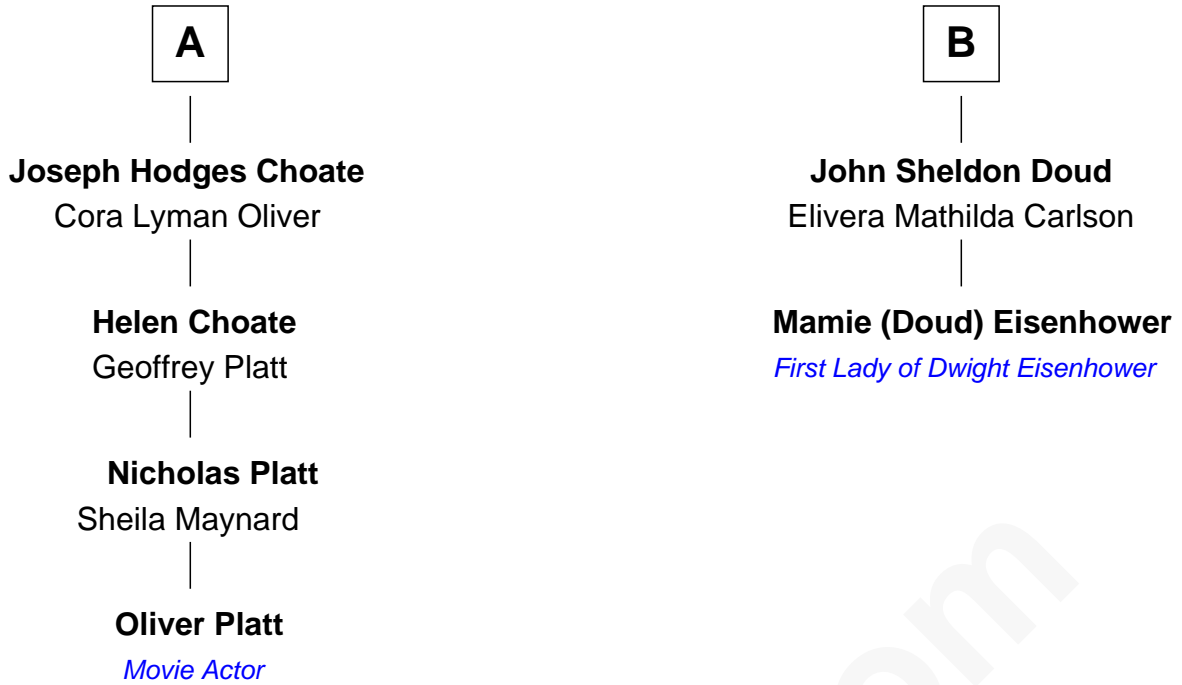 A
Joseph Hodges Choate
Cora Lyman Oliver
Helen Choate
Geoffrey Platt
Nicholas Platt
Sheila Maynard
Oliver Platt
Movie Actor
B
John Sheldon Doud
Elivera Mathilda Carlson
Mamie (Doud) Eisenhower
First Lady of Dwight Eisenhower
om